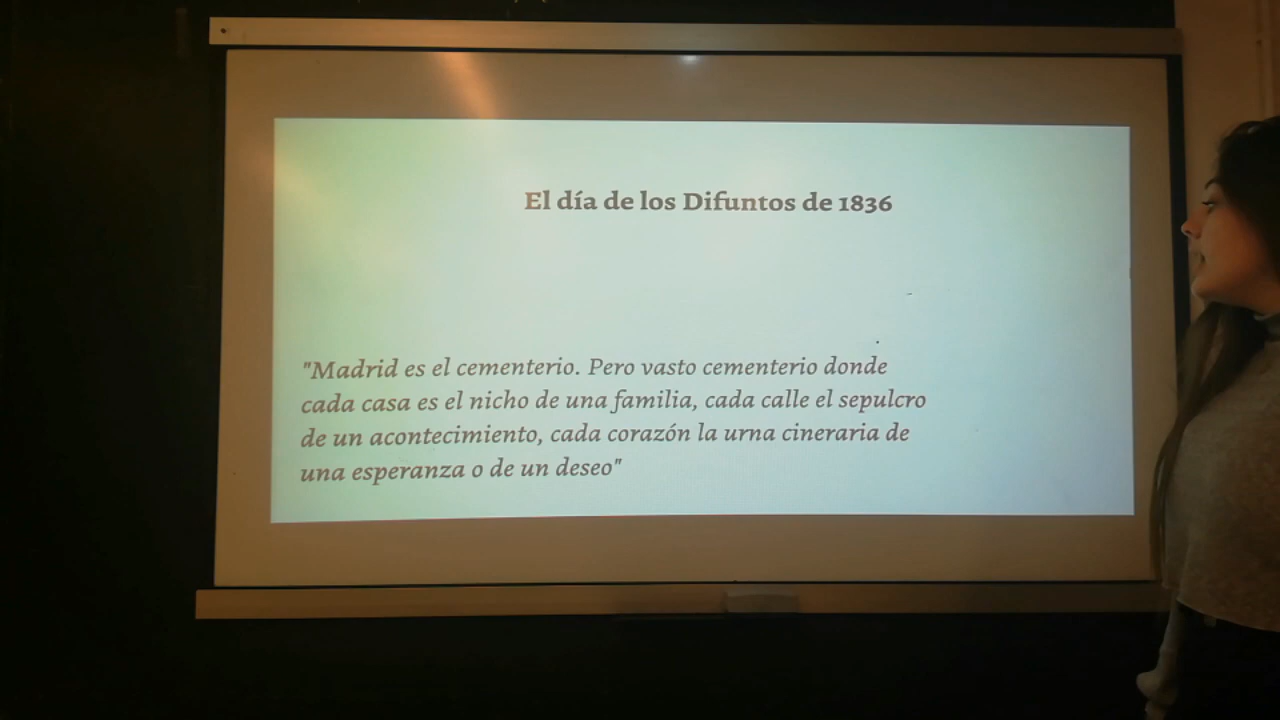 El día de los Difuntos de 1836
"Madrid es el cementerio. Pero vasto cementerio donde
cada casa es el nicho de una familia, cada calle el sepulcro
de un acontecimiento, cada corazón la urna cineraria de
una esperanza o de un deseo"